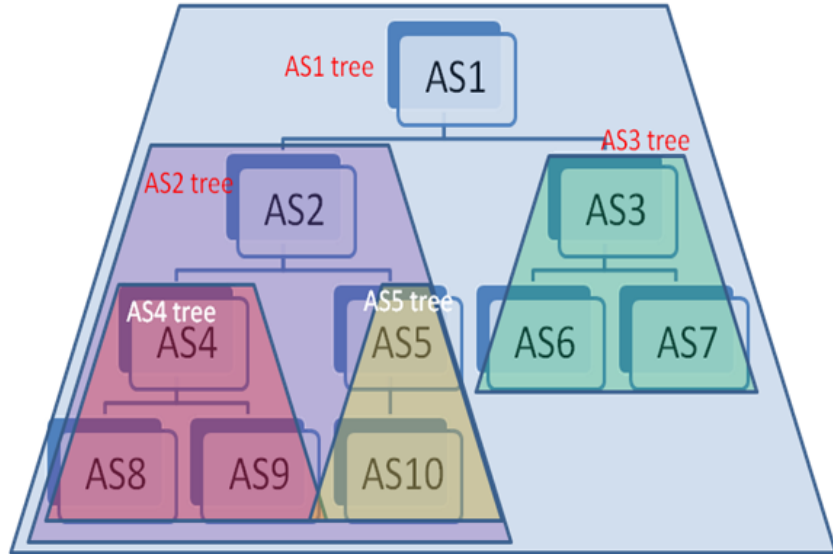 AS1 tree
AS1
AS3 tree
AS2 tree
AS2
AS3
AS4 tree
AS5 tree
AS4
AS5
AS6
AS7
AS8
AS9
AS10